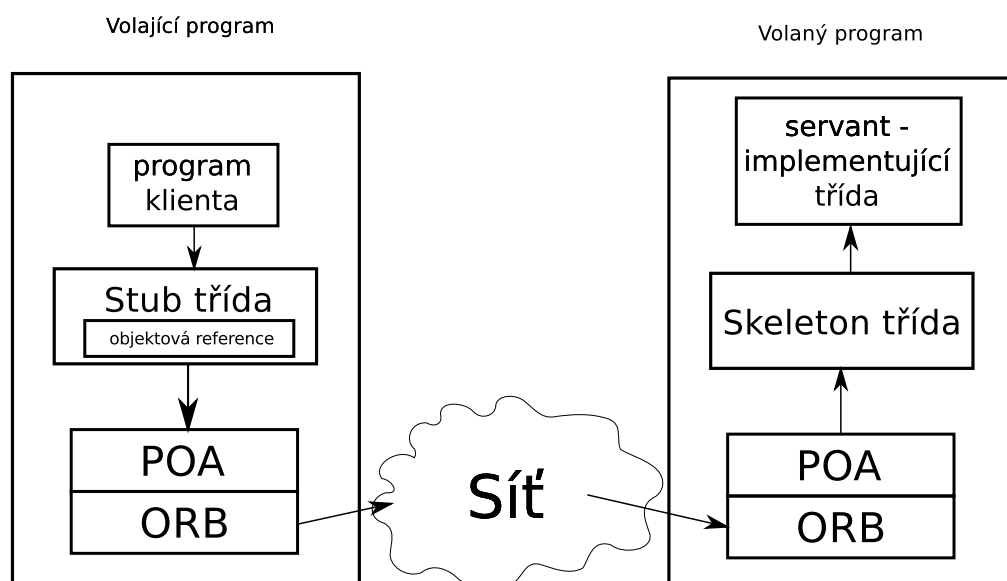 Volající program
program
klienta
Stub třída
objektová reference
POA
ORB
Síť
Volaný program
servant -
implementující
třída
Skeleton třída
POA
ORB